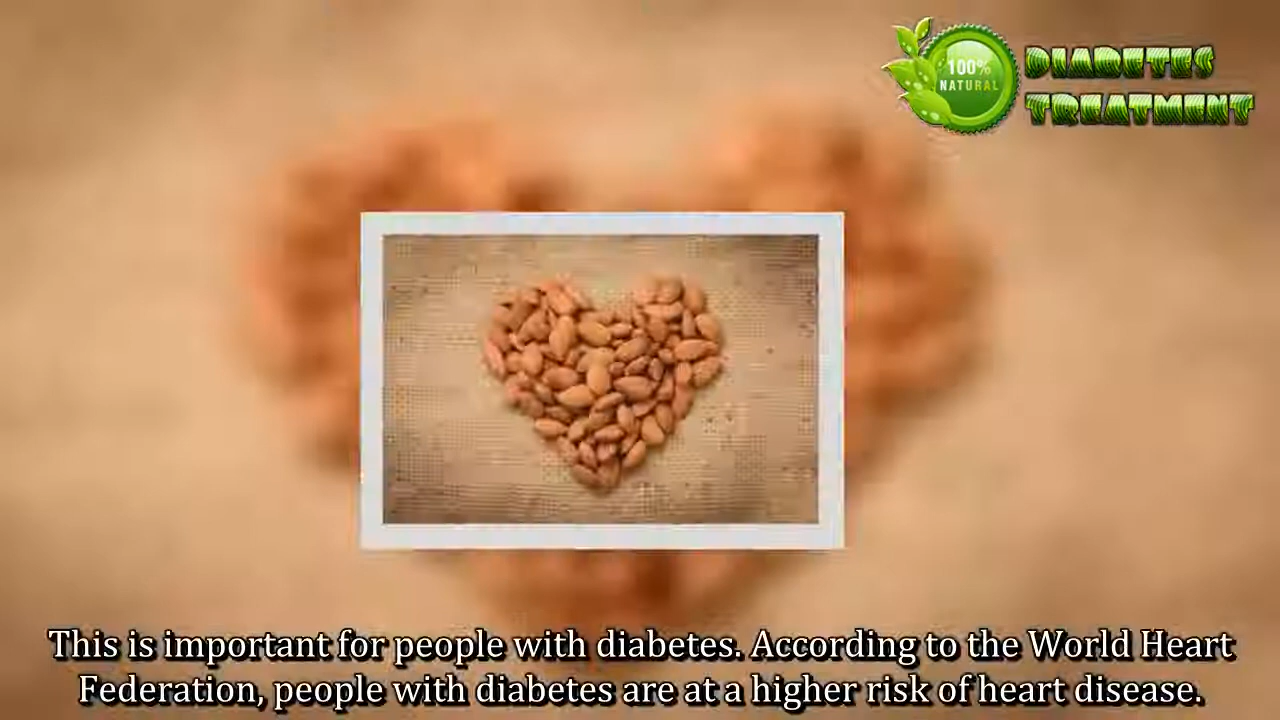 100%
NATURAL
DIABETES
TREATMENT
This is important for people with diabetes. According to the World Heart
Federation, people with diabetes are at a higher risk of heart disease.